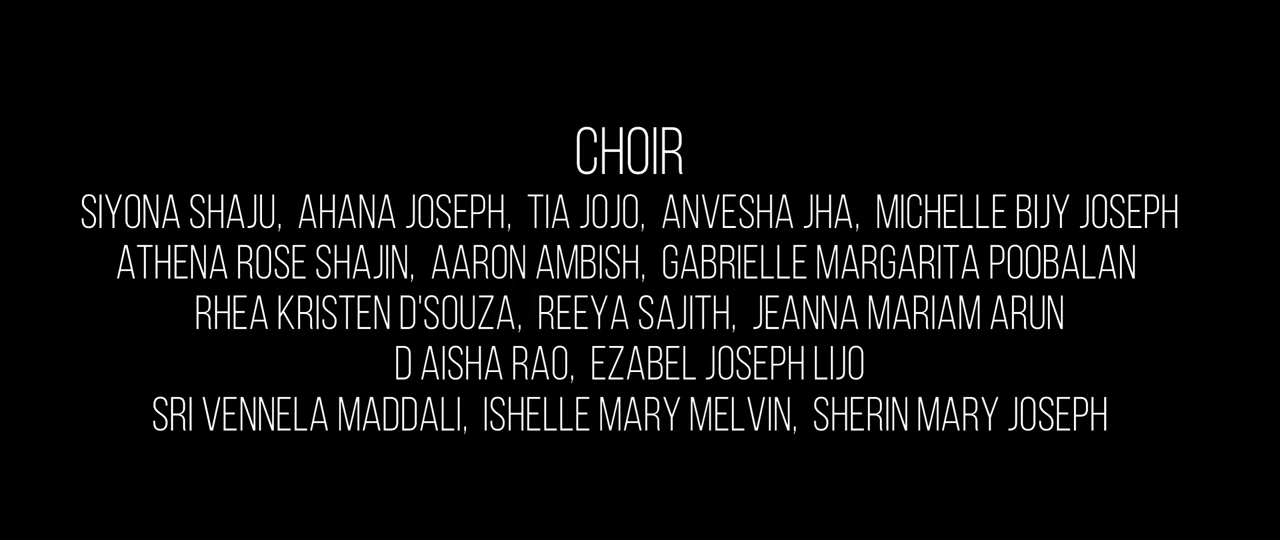 CHOIR
SIYONA SHAJU, AHANA JOSEPH, TIA JOJO, ANVESHA JHA, MICHELLE BIJY JOSEPH
ATHENA ROSE SHAJIN, AARON AMBISH, GABRIELLE MARGARITA POOBALAN
RHEA KRISTEN D'SOUZA, REEYA SAJITH, JEANNA MARIAM ARUN
D AISHA RAO, EZABEL JOSEPH LIJO
SRI VENNELA MADDALI, ISHELLE MARY MELVIN, SHERIN MARY JOSEPH